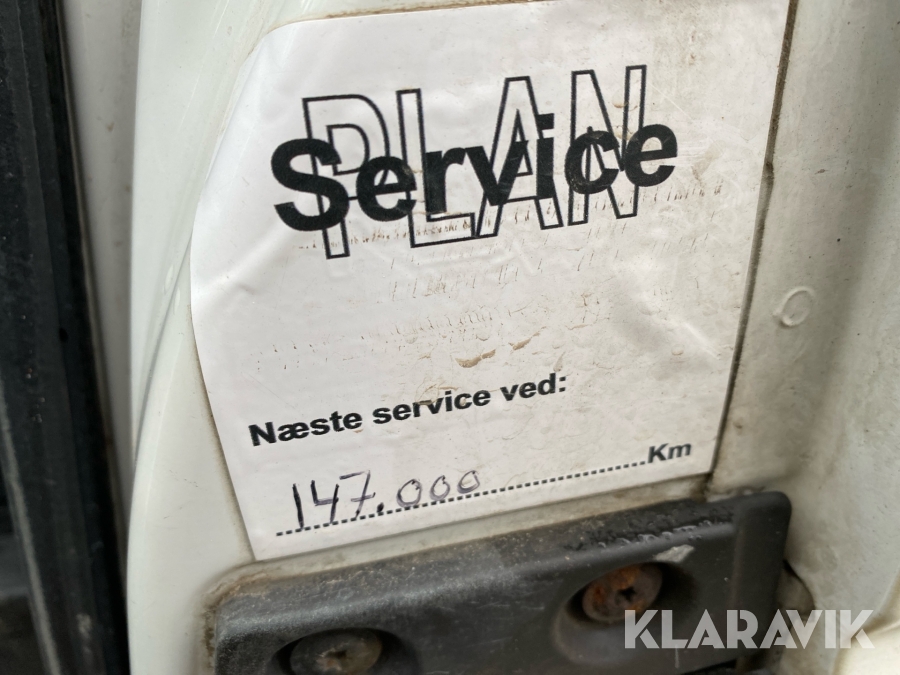 PLAN
Service
Næste service ved:
147.000 Km
KLARAVIK